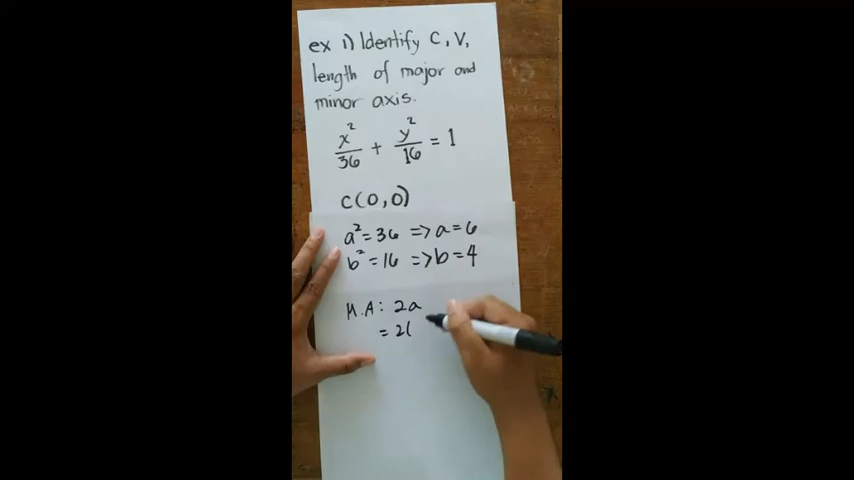 ex 1) Identify C, V,
length of major and
minor axis.
x²/36 + y²/16 = 1
C(0,0)
a² = 36 => a = 6
b² = 16 => b = 4
M.A: 2a
= 2(